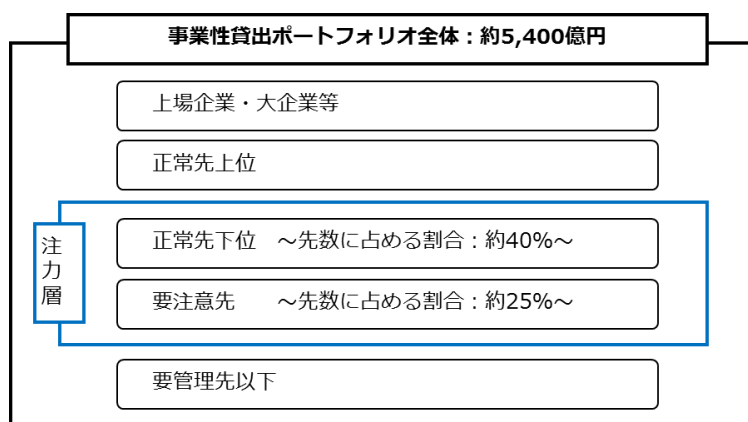 事業性貸出ポートフォリオ全体：約5,400億円
上場企業・大企業等
正常先上位
注力層
正常先下位　～先数に占める割合：約40%～
要注意先　　～先数に占める割合：約25%～
要管理先以下